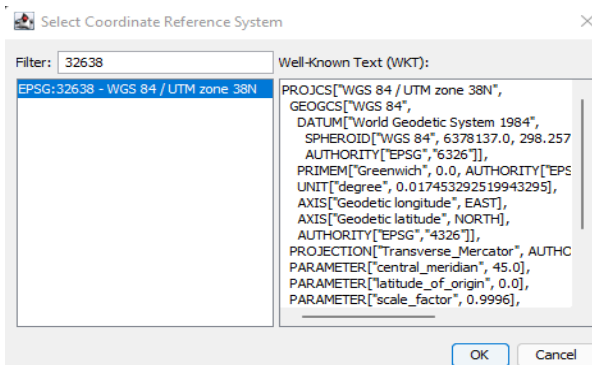 Select Coordinate Reference System
Filter: 32638
Well-Known Text (WKT):
EPSG:32638 - WGS 84 / UTM zone 38N
PROJCS["WGS 84 / UTM zone 38N",
GEOGCS["WGS 84",
DATUM["World Geodetic System 1984",
SPHEROID["WGS 84", 6378137.0, 298.257
AUTHORITY["EPSG","6326"]],
PRIMEM["Greenwich", 0.0, AUTHORITY["EPS
UNIT["degree", 0.017453292519943295],
AXIS["Geodetic longitude", EAST],
AXIS["Geodetic latitude", NORTH],
AUTHORITY["EPSG","4326"]],
PROJECTION["Transverse_Mercator", AUTHO
PARAMETER["central_meridian", 45.0],
PARAMETER["latitude_of_origin", 0.0],
PARAMETER["scale_factor", 0.9996],
OK Cancel